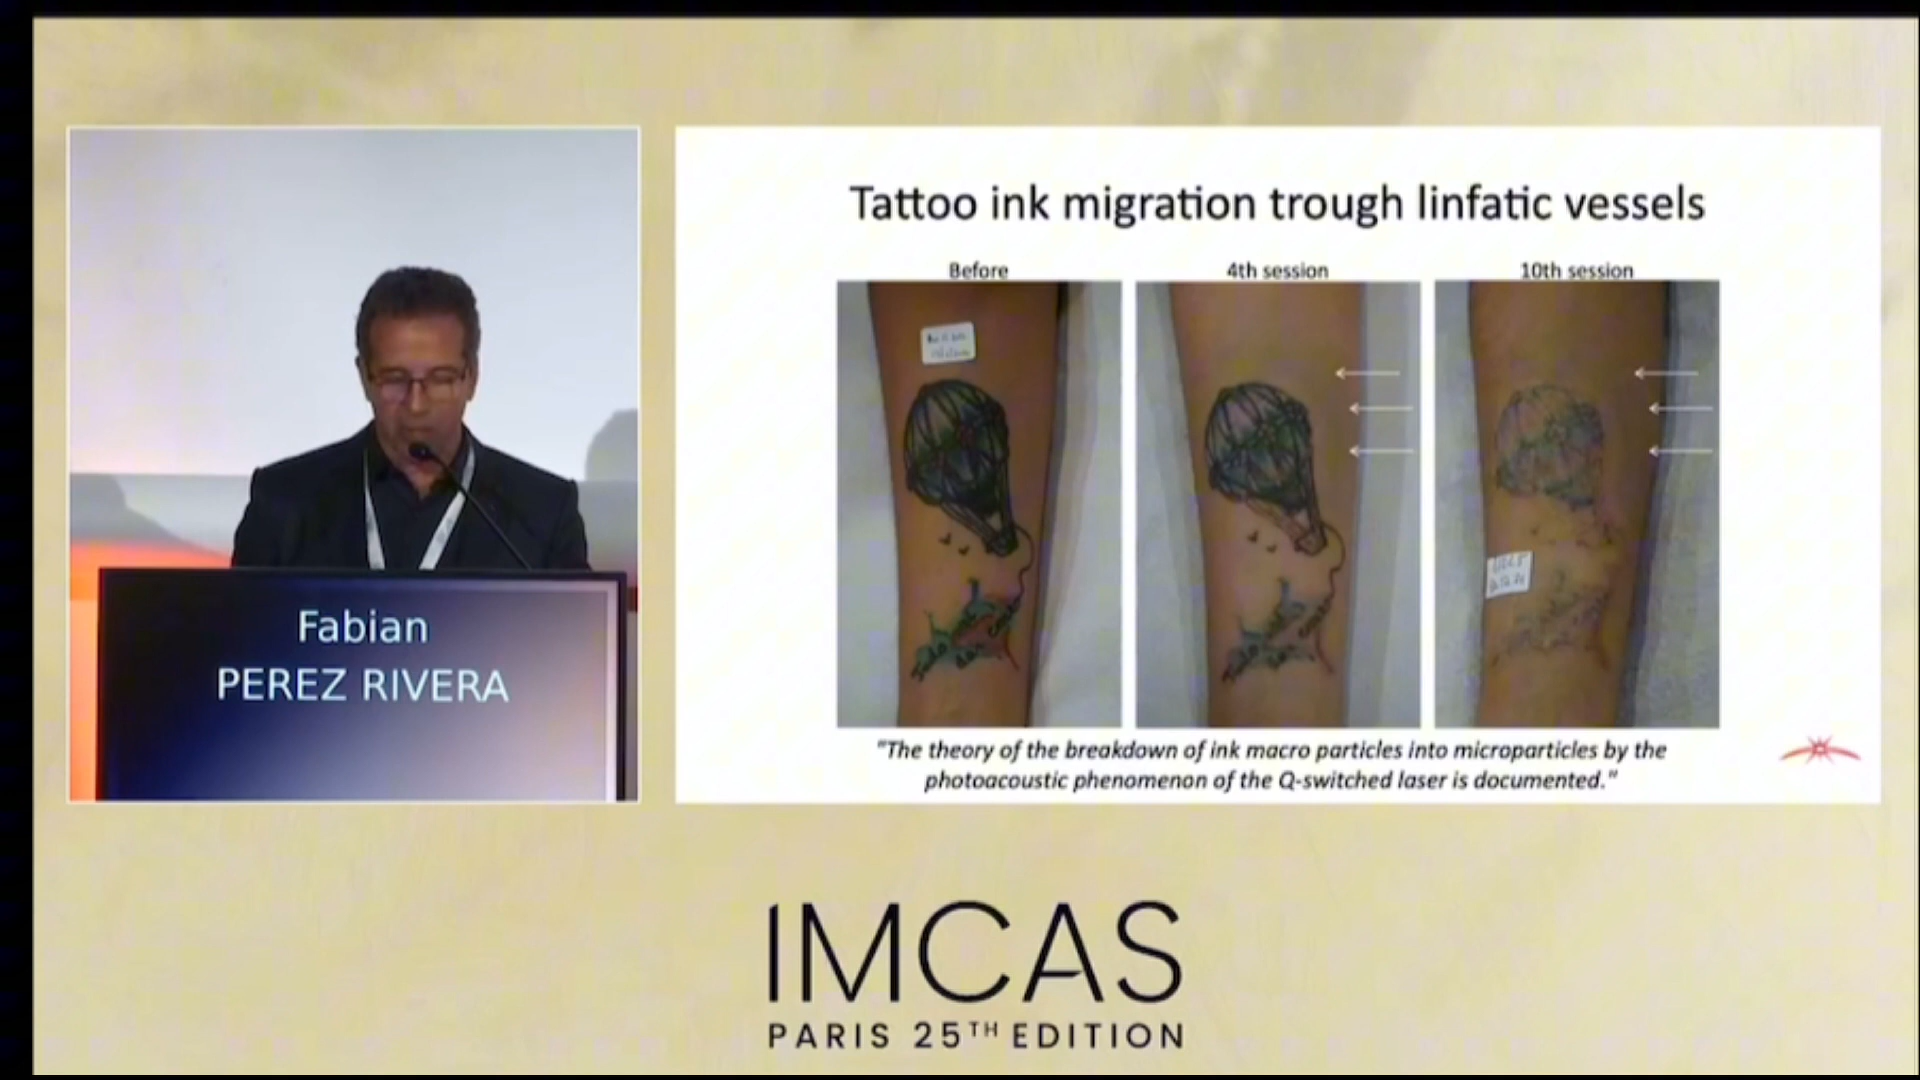 Fabian
PEREZ RIVERA
Tattoo ink migration trough linfatic vessels
Before
4th session
10th session
"The theory of the breakdown of ink macro particles into microparticles by the
photoacoustic phenomenon of the Q-switched laser is documented."
IMCAS
PARIS 25TH EDITION